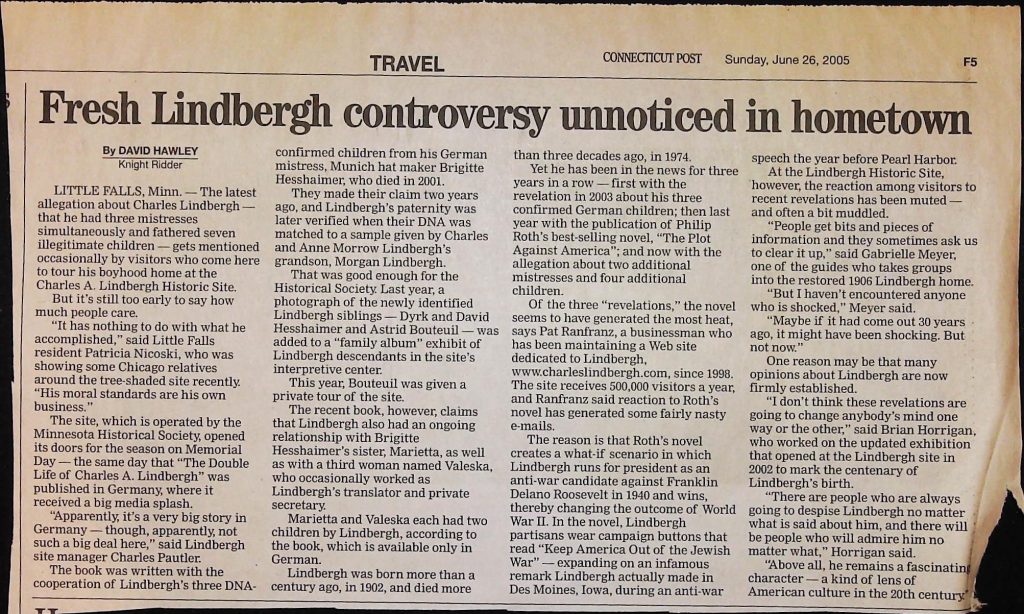 TRAVEL
CONNECTICUT POST Sunday, June 26, 2005 F5
Fresh Lindbergh controversy unnoticed in hometown
By DAVID HAWLEY
Knight Ridder
LITTLE FALLS, Minn. — The latest
allegation about Charles Lindbergh —
that he had three mistresses
simultaneously and fathered seven
illegitimate children — gets mentioned
occasionally by visitors who come here
to tour his boyhood home at the
Charles A. Lindbergh Historic Site.
But it's still too early to say how
much people care.
"It has nothing to do with what he
accomplished," said Little Falls
resident Patricia Nicoski, who was
showing some Chicago relatives
around the tree-shaded site recently.
"His moral standards are his own
business."
The site, which is operated by the
Minnesota Historical Society, opened
its doors for the season on Memorial
Day — the same day that "The Double
Life of Charles A. Lindbergh" was
published in Germany, where it
received a big media splash.
"Apparently, it's a very big story in
Germany — though, apparently, not
such a big deal here," said Lindbergh
site manager Charles Pautler.
The book was written with the
cooperation of Lindbergh's three DNA-
confirmed children from his German
mistress, Munich hat maker Brigitte
Hesshaimer, who died in 2001.
They made their claim two years
ago, and Lindbergh's paternity was
later verified when their DNA was
matched to a sample given by Charles
and Anne Morrow Lindbergh's
grandson, Morgan Lindbergh.
That was good enough for the
Historical Society. Last year, a
photograph of the newly identified
Lindbergh siblings — Dyrk and David
Hesshaimer and Astrid Bouteuil — was
added to a "family album" exhibit of
Lindbergh descendants in the site's
interpretive center.
This year, Bouteuil was given a
private tour of the site.
The recent book, however, claims
that Lindbergh also had an ongoing
relationship with Brigitte
Hesshaimer's sister, Marietta, as well
as with a third woman named Valeska,
who occasionally worked as
Lindbergh's translator and private
secretary.
Marietta and Valeska each had two
children by Lindbergh, according to
the book, which is available only in
German.
Lindbergh was born more than a
century ago, in 1902, and died more
than three decades ago, in 1974.
Yet he has been in the news for three
years in a row — first with the
revelation in 2003 about his three
confirmed German children; then last
year with the publication of Philip
Roth's best-selling novel, "The Plot
Against America"; and now with the
allegation about two additional
mistresses and four additional
children.
Of the three "revelations," the novel
seems to have generated the most heat,
says Pat Ranfranz, a businessman who
has been maintaining a Web site
dedicated to Lindbergh,
www.charleslindbergh.com, since 1998.
The site receives 500,000 visitors a year,
and Ranfranz said reaction to Roth's
novel has generated some fairly nasty
e-mails.
The reason is that Roth's novel
creates a what-if scenario in which
Lindbergh runs for president as an
anti-war candidate against Franklin
Delano Roosevelt in 1940 and wins,
thereby changing the outcome of World
War II. In the novel, Lindbergh
partisans wear campaign buttons that
read "Keep America Out of the Jewish
War" — expanding on an infamous
remark Lindbergh actually made in
Des Moines, Iowa, during an anti-war
speech the year before Pearl Harbor.
At the Lindbergh Historic Site,
however, the reaction among visitors to
recent revelations has been muted —
and often a bit muddled.
"People get bits and pieces of
information and they sometimes ask us
to clear it up," said Gabrielle Meyer,
one of the guides who takes groups
into the restored 1906 Lindbergh home.
"But I haven't encountered anyone
who is shocked," Meyer said.
"Maybe if it had come out 30 years
ago, it might have been shocking. But
not now."
One reason may be that many
opinions about Lindbergh are now
firmly established.
"I don't think these revelations are
going to change anybody's mind one
way or the other," said Brian Horrigan,
who worked on the updated exhibition
that opened at the Lindbergh site in
2002 to mark the centenary of
Lindbergh's birth.
"There are people who are always
going to despise Lindbergh no matter
what is said about him, and there will
be people who will admire him no
matter what," Horrigan said.
"Above all, he remains a fascinating
character — a kind of lens of
American culture in the 20th century